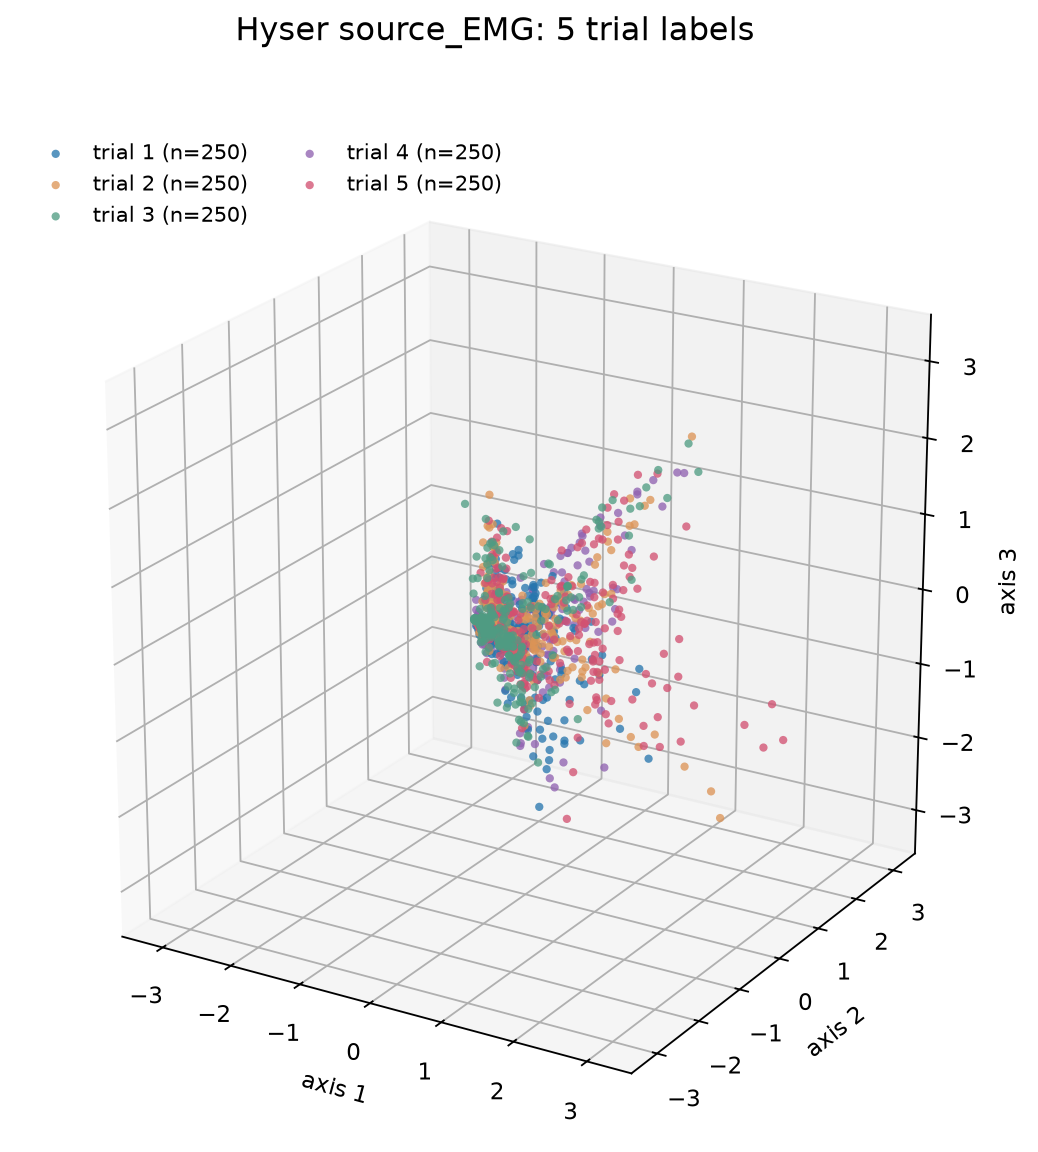 Hyser source_EMG: 5 trial labels
trial 1 (n=250)
trial 2 (n=250)
trial 3 (n=250)
trial 4 (n=250)
trial 5 (n=250)
3
2
1
0
−1
−2
−3
axis 3
3
2
1
0
−1
−2
−3
axis 2
−3
−2
−1
0
1
2
3
axis 1